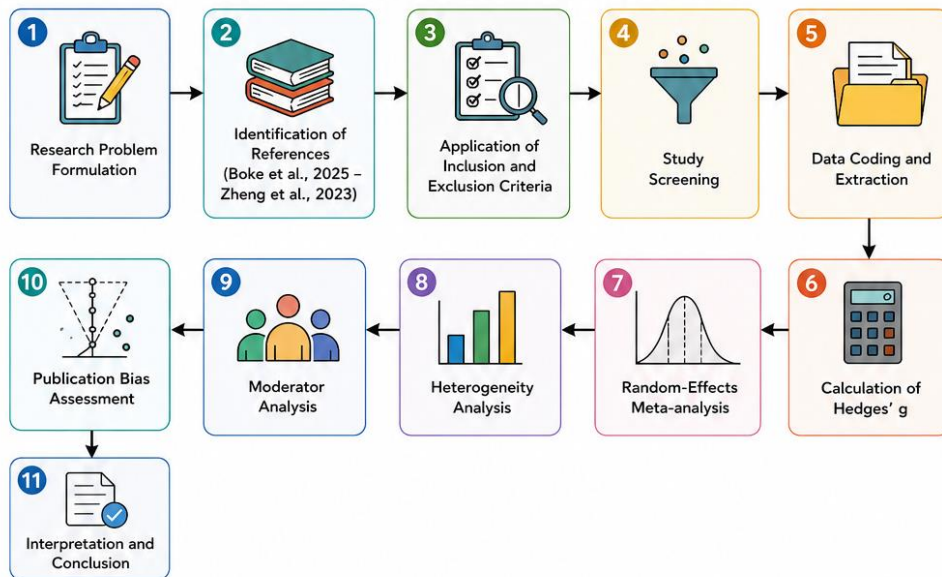 1
Research Problem
Formulation
2
Identification of
References
(Boke et al., 2025 –
Zheng et al., 2023)
3
Application of
Inclusion and
Exclusion Criteria
4
Study
Screening
5
Data Coding and
Extraction
6
Calculation of
Hedges' g
7
Random-Effects
Meta-analysis
8
Heterogeneity
Analysis
9
Moderator
Analysis
10
Publication Bias
Assessment
11
Interpretation and
Conclusion